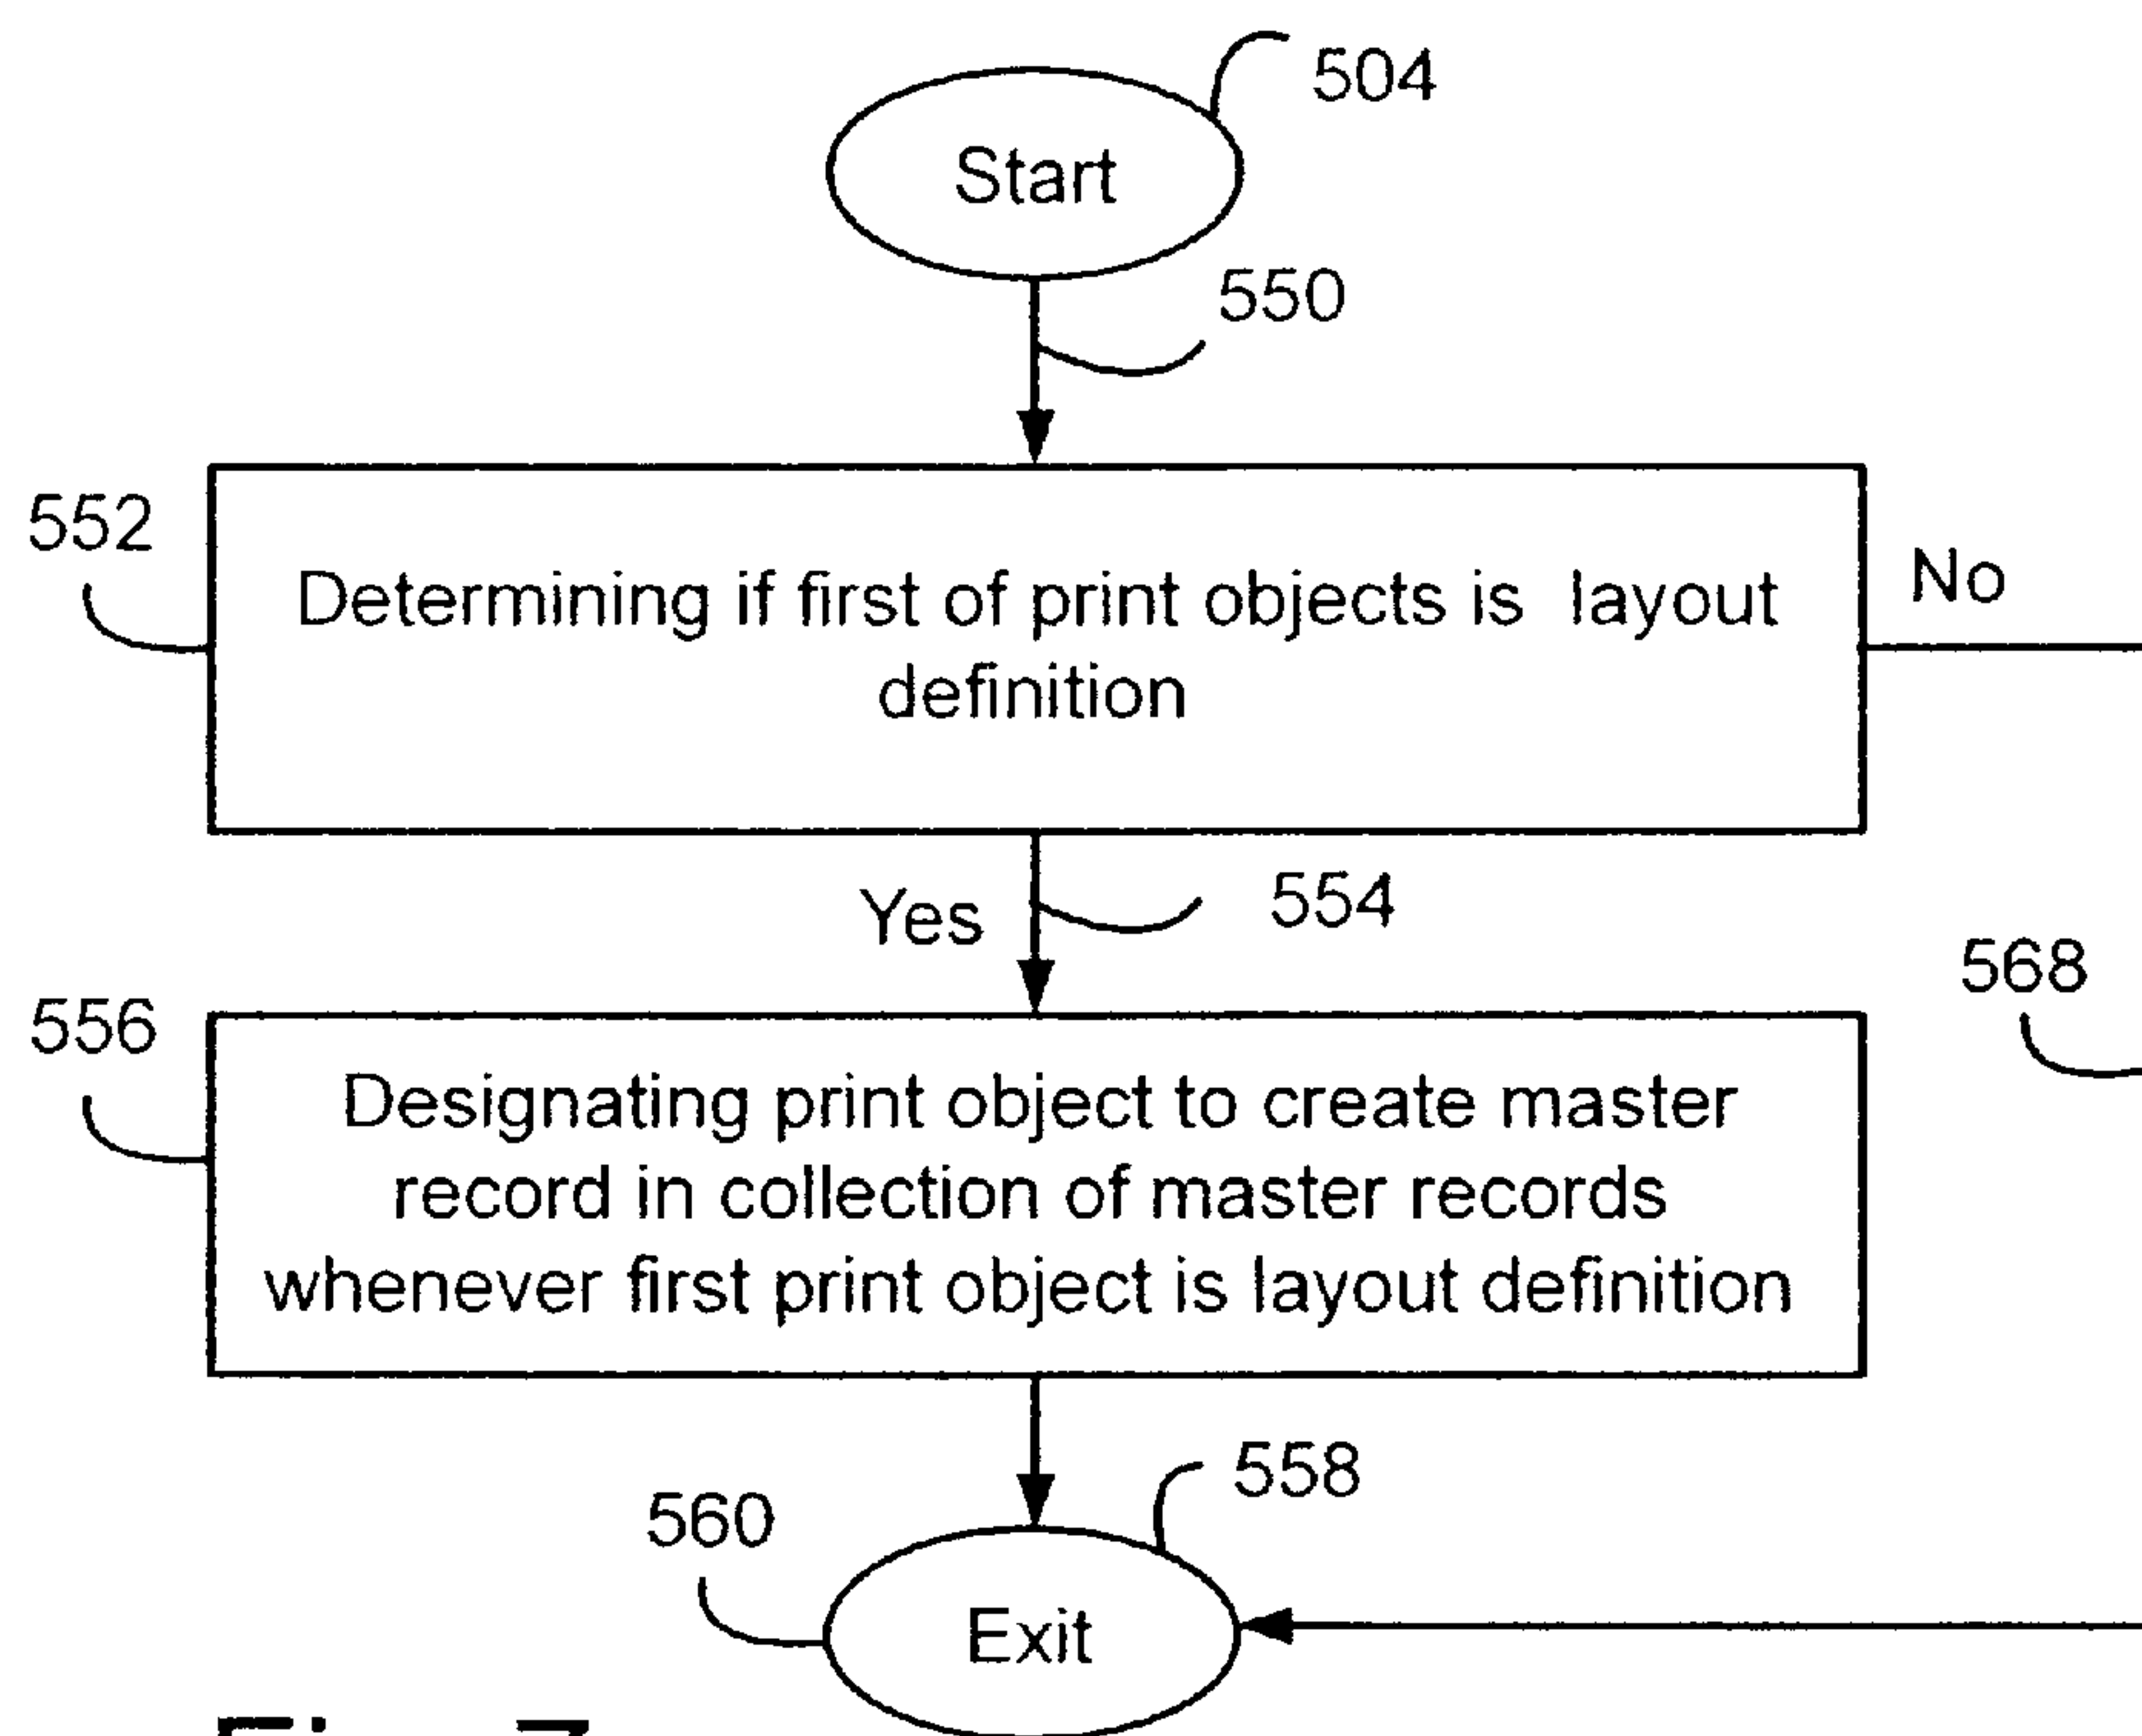 504
Start
550
552
Determining if first of print objects is layout
definition
No
Yes
554
568
556
Designating print object to create master
record in collection of master records
whenever first print object is layout definition
558
560
Exit